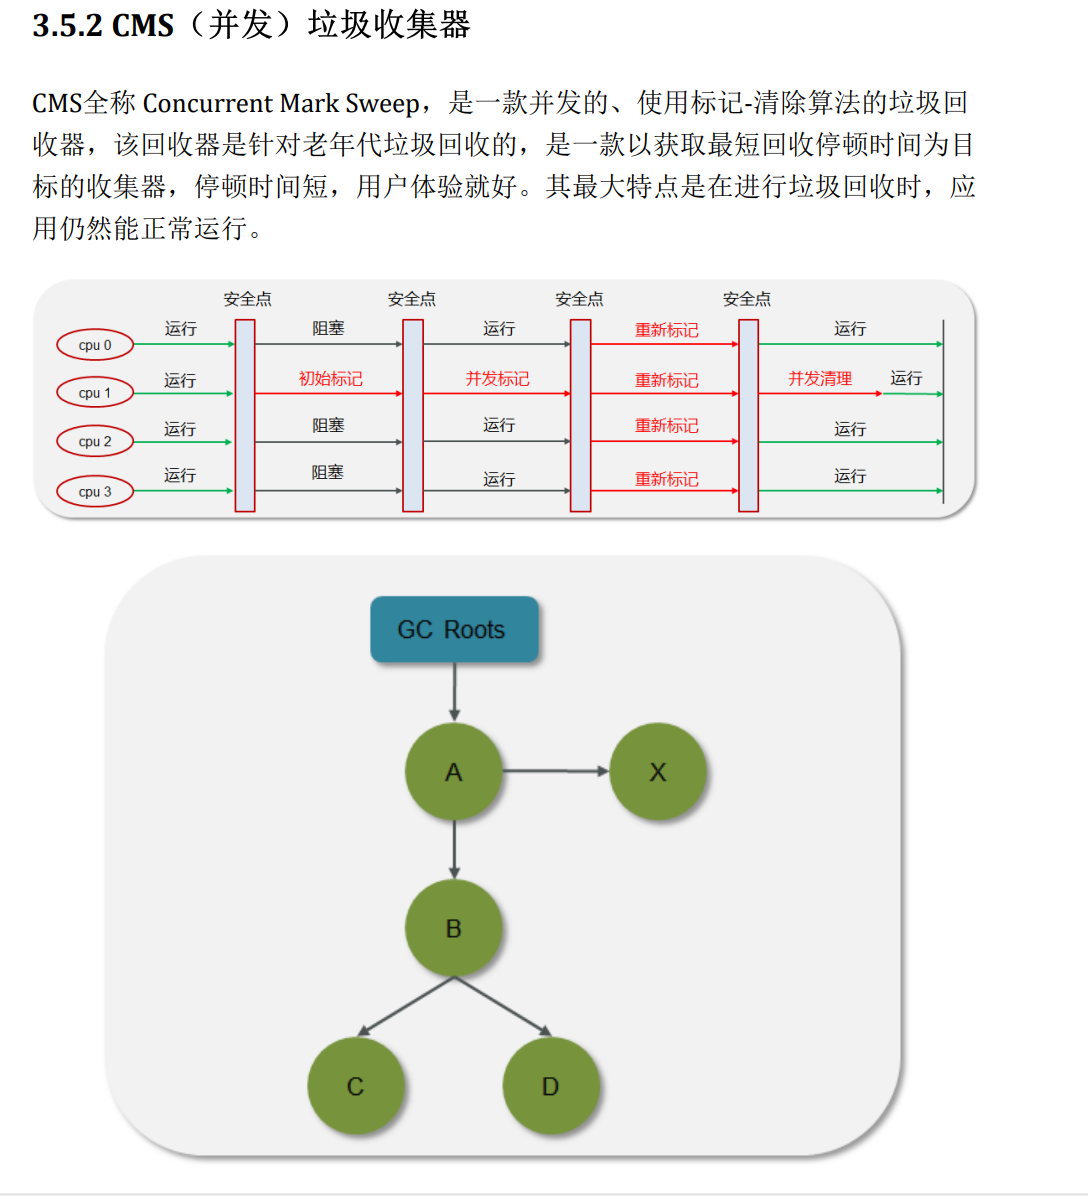 3.5.2 CMS（并发）垃圾收集器
CMS全称 Concurrent Mark Sweep，是一款并发的、使用标记-清除算法的垃圾回
收器，该回收器是针对老年代垃圾回收的，是一款以获取最短回收停顿时间为目
标的收集器，停顿时间短，用户体验就好。其最大特点是在进行垃圾回收时，应
用仍然能正常运行。
安全点 安全点 安全点 安全点
cpu 0 运行 阻塞 运行 重新标记 运行
cpu 1 运行 初始标记 并发标记 重新标记 并发清理 运行
cpu 2 运行 阻塞 运行 重新标记 运行
cpu 3 运行 阻塞 运行 重新标记 运行
GC Roots
A X
B
C D